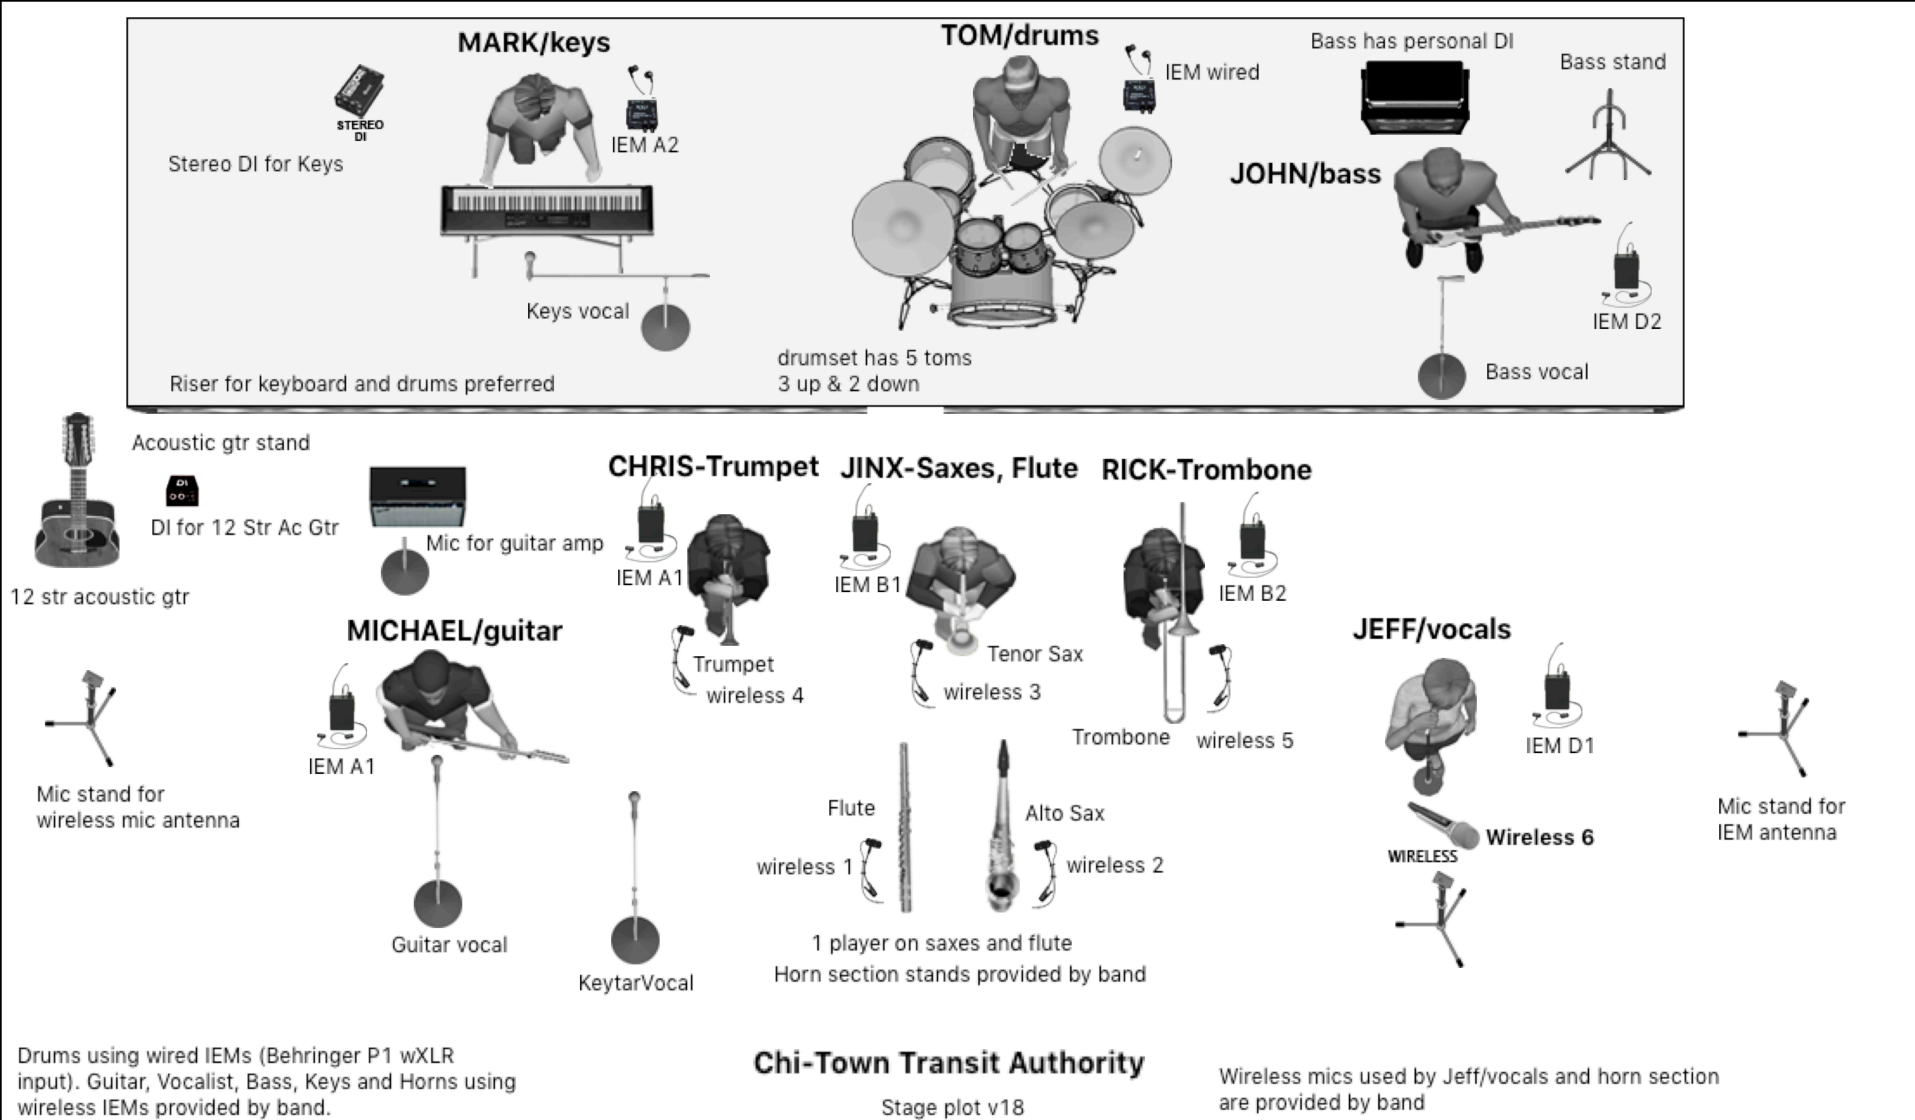 MARK/keys
TOM/drums
Bass has personal DI
Bass stand
IEM wired
STEREO
DI
IEM A2
Stereo DI for Keys
JOHN/bass
Keys vocal
IEM D2
drumset has 5 toms
3 up & 2 down
Bass vocal
Riser for keyboard and drums preferred
Acoustic gtr stand
CHRIS-Trumpet
JINX-Saxes, Flute
RICK-Trombone
DI
DI for 12 Str Ac Gtr
Mic for guitar amp
IEM A1
IEM B1
IEM B2
12 str acoustic gtr
MICHAEL/guitar
JEFF/vocals
Trumpet
wireless 4
Tenor Sax
wireless 3
Trombone
wireless 5
IEM A1
IEM D1
Mic stand for
wireless mic antenna
Flute
Alto Sax
Mic stand for
IEM antenna
wireless 1
wireless 2
Wireless 6
WIRELESS
Guitar vocal
KeytarVocal
1 player on saxes and flute
Horn section stands provided by band
Drums using wired IEMs (Behringer P1 wXLR
input). Guitar, Vocalist, Bass, Keys and Horns using
wireless IEMs provided by band.
Chi-Town Transit Authority
Stage plot v18
Wireless mics used by Jeff/vocals and horn section
are provided by band